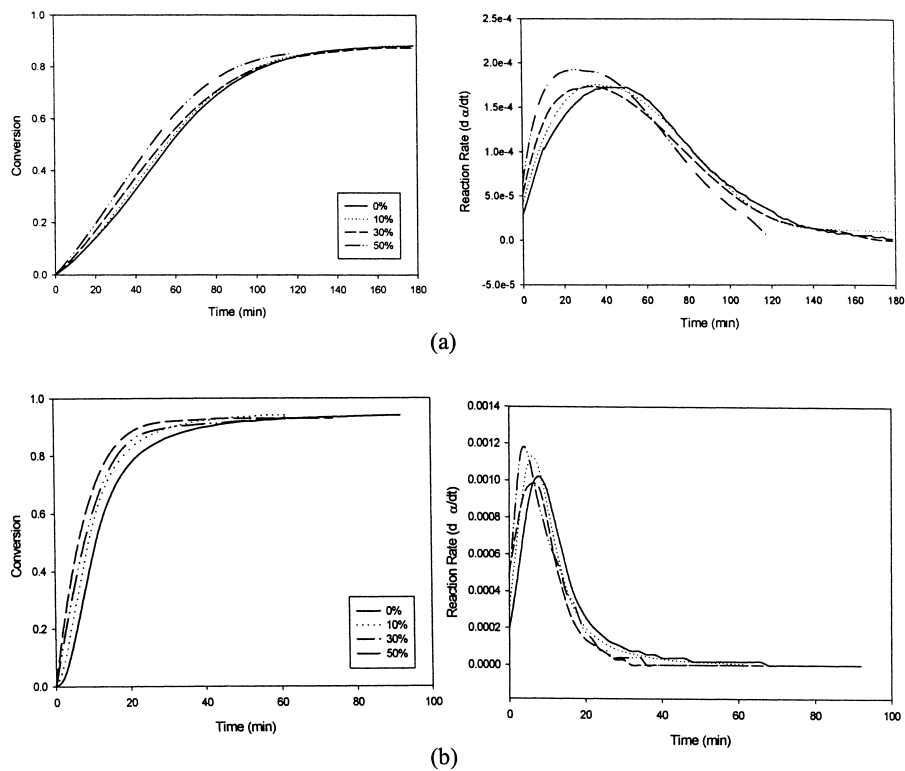 1.0
0.8
0.6
0.4
0.2
0.0
Conversion
0 20 40 60 80 100 120 140 160 180
Time (min)
0%
10%
30%
50%
2.5e-4
2.0e-4
1.5e-4
1.0e-4
5.0e-5
0.0
-5.0e-5
Reaction Rate (d α/dt)
0 20 40 60 80 100 120 140 160 180
Time (min)
(a)
1.0
0.8
0.6
0.4
0.2
0.0
Conversion
0 20 40 60 80 100
Time (min)
0%
10%
30%
50%
0.0014
0.0012
0.0010
0.0008
0.0006
0.0004
0.0002
0.0000
Reaction Rate (d α/dt)
0 20 40 60 80 100
Time (min)
(b)